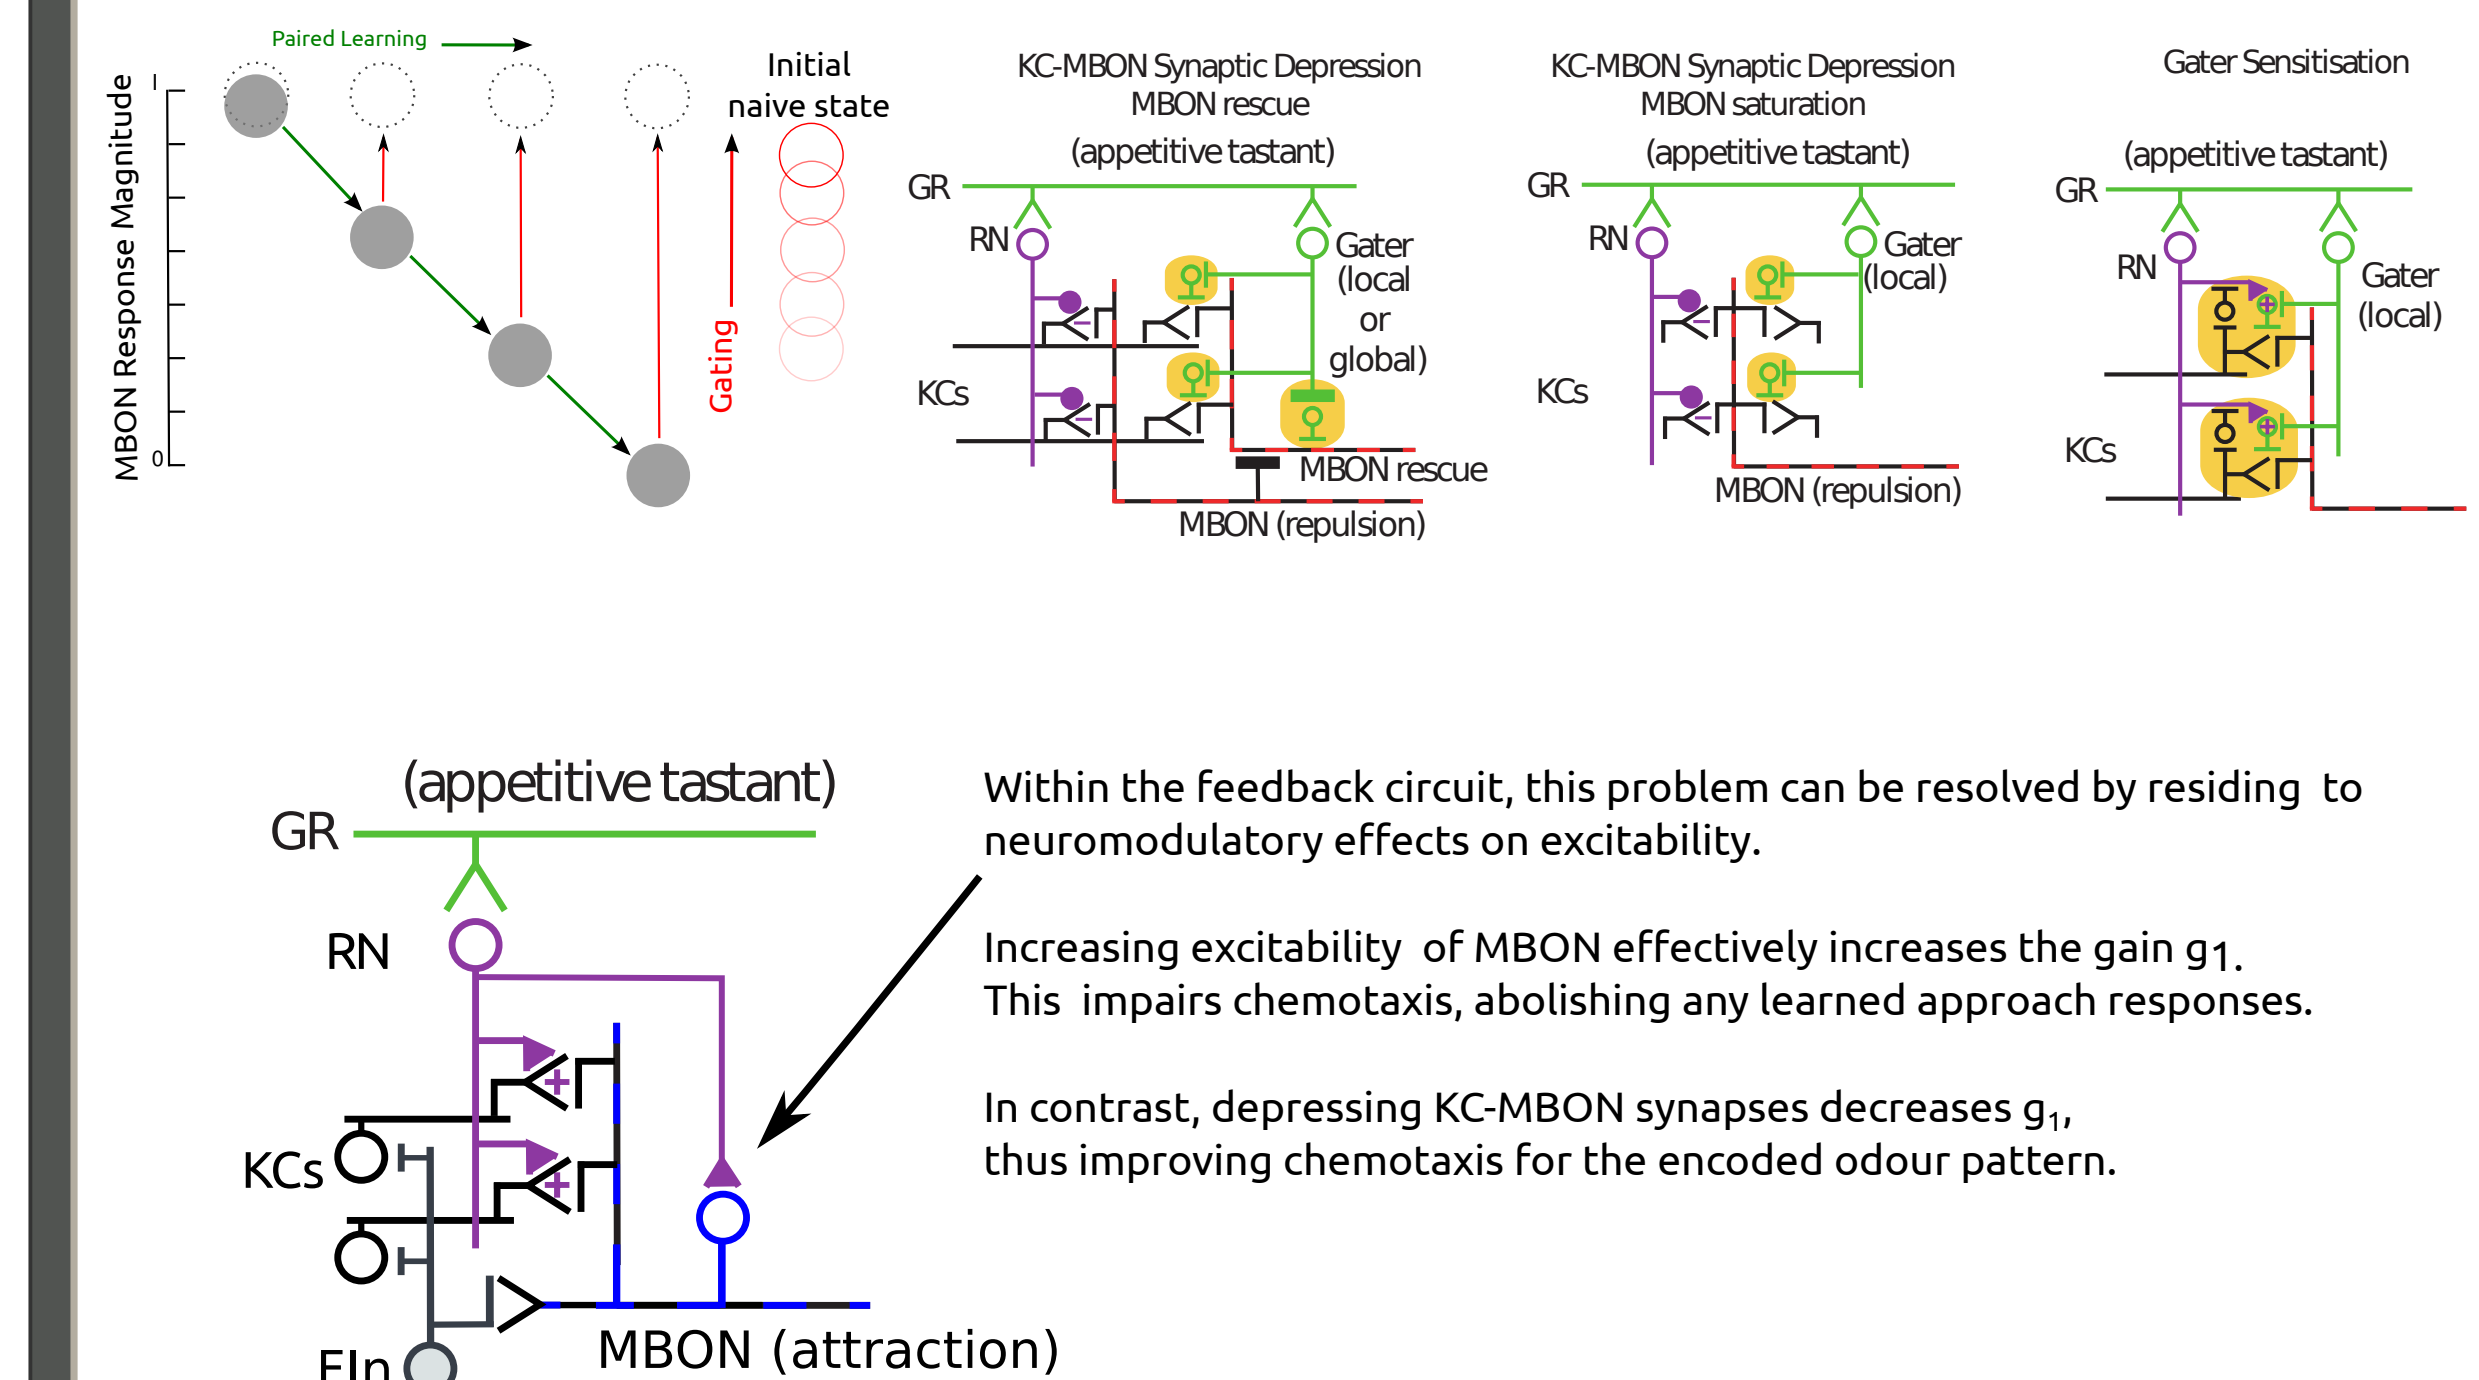 Paired Learning
MBON Response Magnitude
1
0
Initial
naive state
Gating
KC-MBON Synaptic Depression
MBON rescue
(appetitive tastant)
GR
RN
Gater
(local
or
global)
KCs
MBON rescue
MBON (repulsion)
KC-MBON Synaptic Depression
MBON saturation
(appetitive tastant)
GR
RN
Gater
(local)
KCs
MBON (repulsion)
Gater Sensitisation
(appetitive tastant)
GR
RN
Gater
(local)
KCs
(appetitive tastant)
GR
RN
KCs
MBON (attraction)
FIn
Within the feedback circuit, this problem can be resolved by residing to
neuromodulatory effects on excitability.
Increasing excitability of MBON effectively increases the gain g1.
This impairs chemotaxis, abolishing any learned approach responses.
In contrast, depressing KC-MBON synapses decreases g₁,
thus improving chemotaxis for the encoded odour pattern.